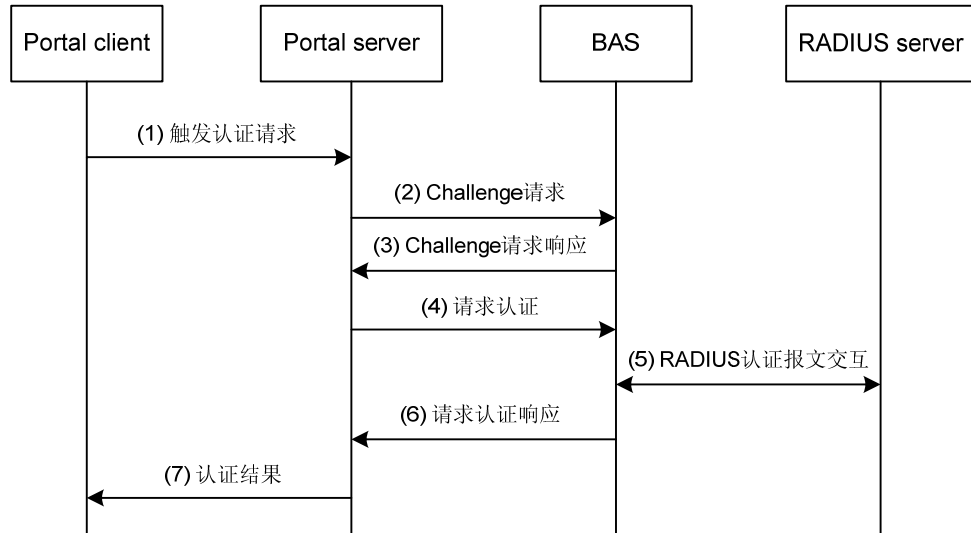 Portal client
Portal server
BAS
RADIUS server
(1) 触发认证请求
(2) Challenge请求
(3) Challenge请求响应
(4) 请求认证
(5) RADIUS认证报文交互
(6) 请求认证响应
(7) 认证结果